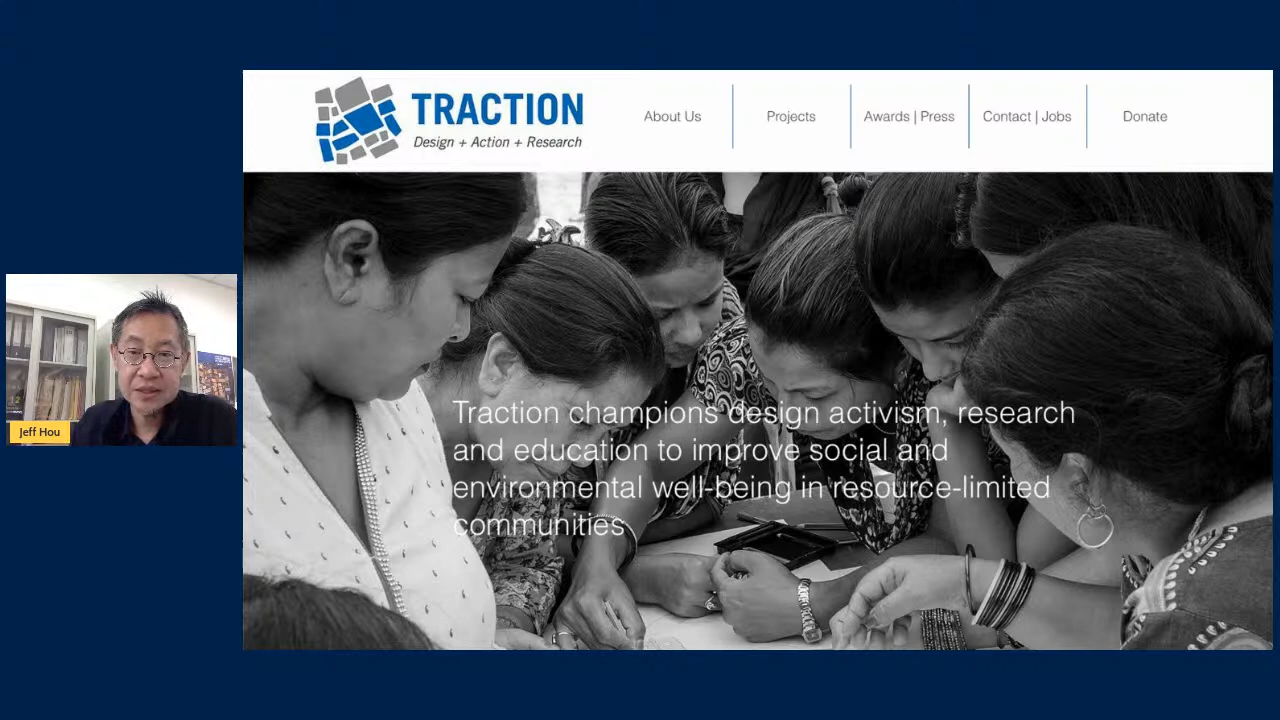 TRACTION
Design + Action + Research
About Us
Projects
Awards | Press
Contact | Jobs
Donate
Traction champions design activism, research
and education to improve social and
environmental well-being in resource-limited
communities
Jeff Hou